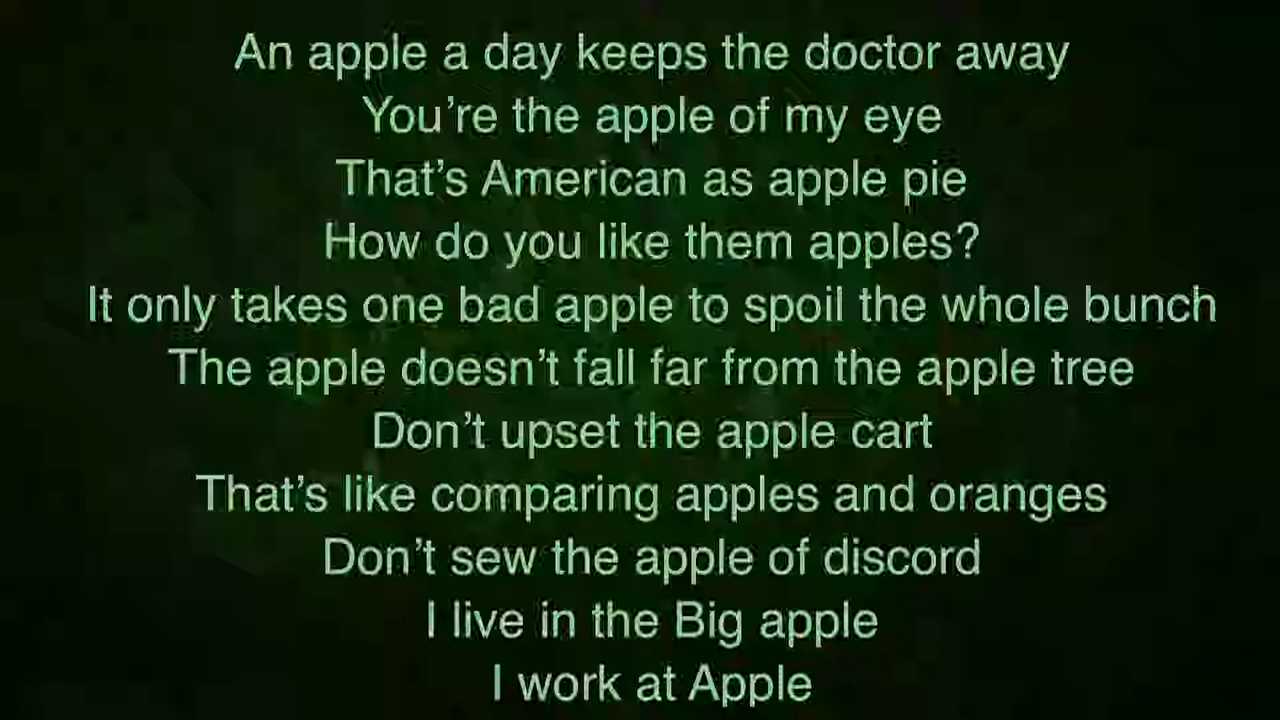 An apple a day keeps the doctor away
You’re the apple of my eye
That’s American as apple pie
How do you like them apples?
It only takes one bad apple to spoil the whole bunch
The apple doesn’t fall far from the apple tree
Don’t upset the apple cart
That’s like comparing apples and oranges
Don’t sew the apple of discord
I live in the Big apple
I work at Apple